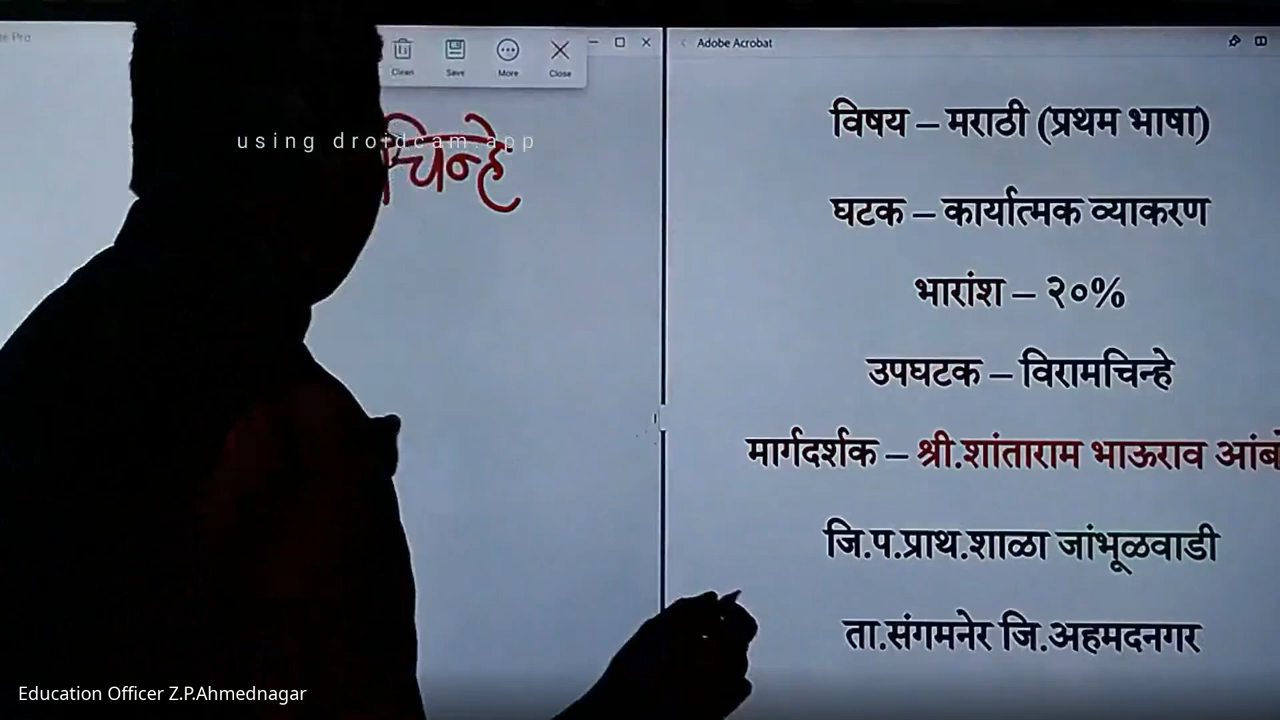 Clean Save More Close
Adobe Acrobat
using droidcam.app
चिन्हे
विषय – मराठी (प्रथम भाषा)
घटक – कार्यात्मक व्याकरण
भारांश – २०%
उपघटक – विरामचिन्हे
मार्गदर्शक – श्री.शांताराम भाऊराव
जि.प.प्राथ.शाळा जांभूळवाडी
ता.संगमनेर जि.अहमदनगर
Education Officer Z.P.Ahmednagar